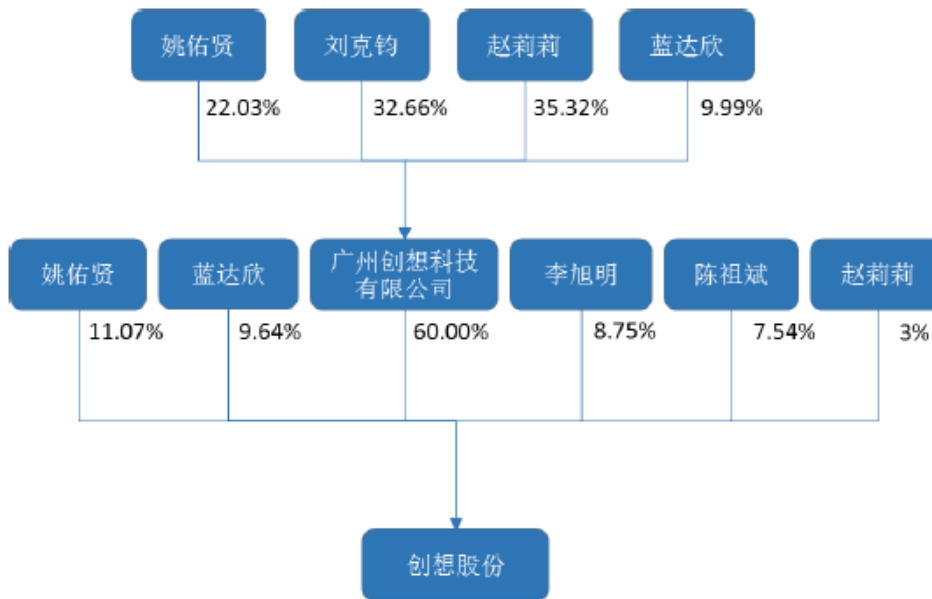 姚佑贤 刘克钧 赵莉莉 蓝达欣
22.03% 32.66% 35.32% 9.99%
姚佑贤 蓝达欣 广州创想科技有限公司 李旭明 陈祖斌 赵莉莉
11.07% 9.64% 60.00% 8.75% 7.54% 3%
创想股份